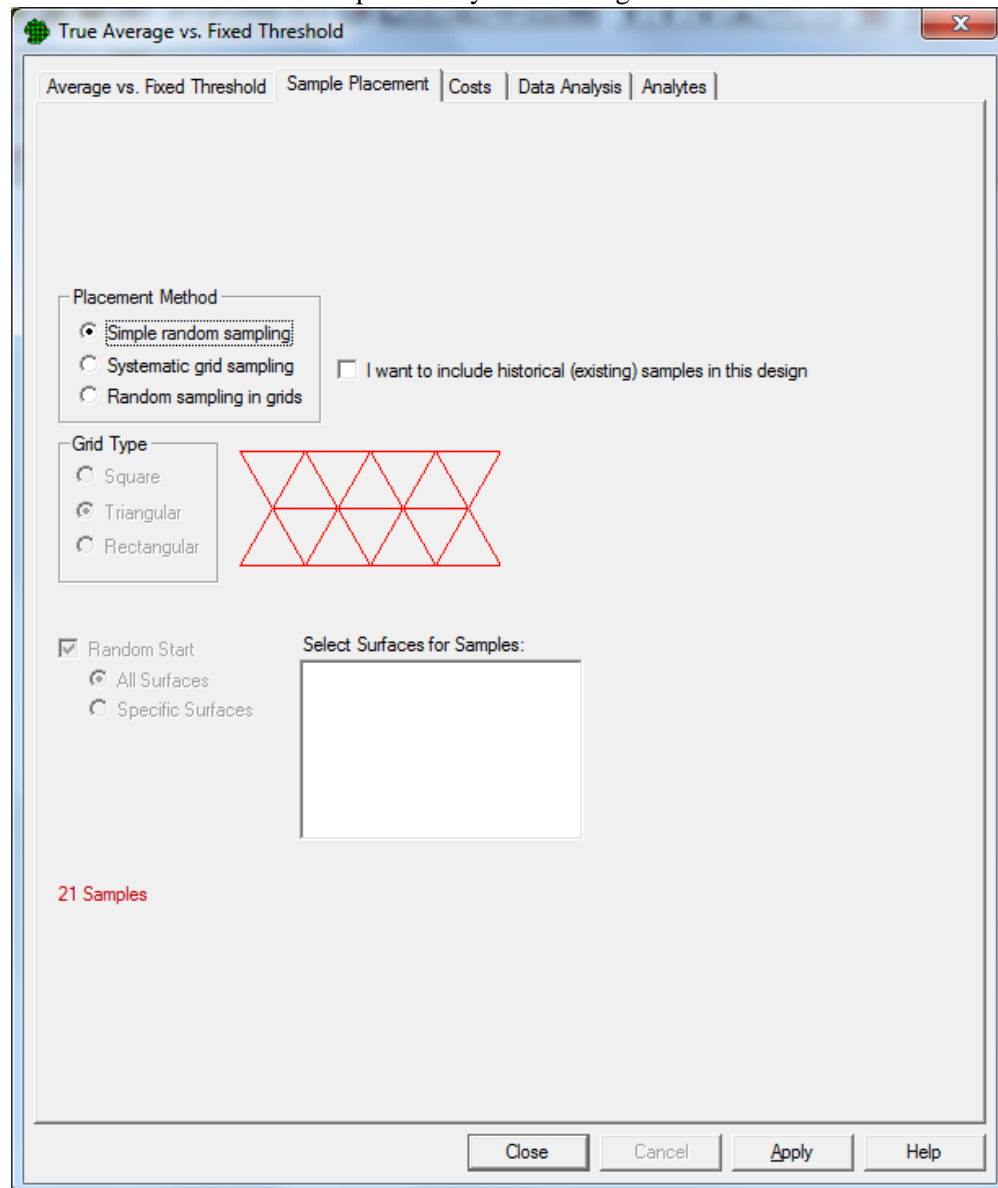 True Average vs. Fixed Threshold
Average vs. Fixed Threshold Sample Placement Costs Data Analysis Analytes
Placement Method
Simple random sampling
Systematic grid sampling
Random sampling in grids
I want to include historical (existing) samples in this design
Grid Type
Square
Triangular
Rectangular
Random Start
All Surfaces
Specific Surfaces
Select Surfaces for Samples:
21 Samples
Close Cancel Apply Help